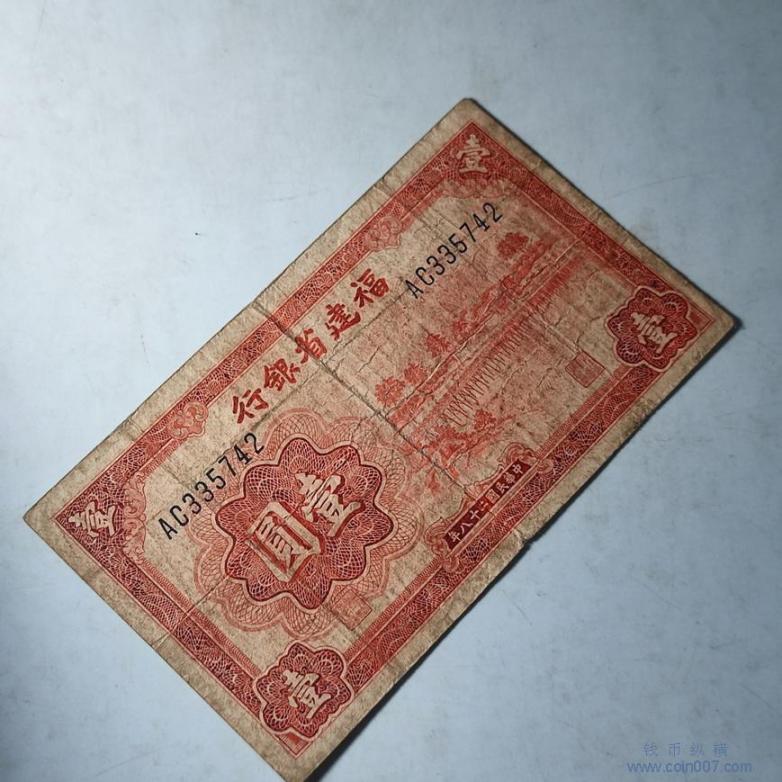 壹
福建省銀行
AC335742
AC335742
壹圓
中華民國二十八年
壹
壹
壹
钱币纵横
www.coin007.com